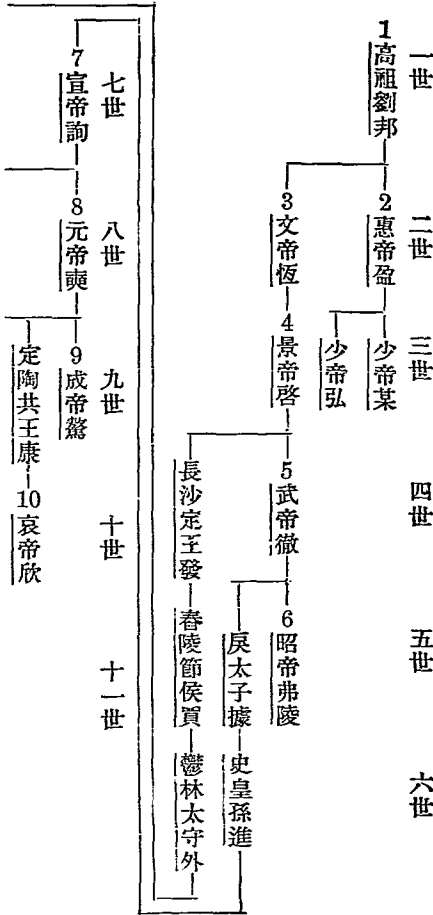 一世 二世 三世 四世 五世 六世
1高祖劉邦 2惠帝盈 少帝某
少帝弘
3文帝恆 4景帝啓 5武帝徹 6昭帝弗陵
戾太子據 史皇孫進
長沙定王發 舂陵節侯買 鬱林太守外
七世 八世 九世 十世 十一世
7宣帝詢 8元帝奭 9成帝驁
定陶共王康 10哀帝欣